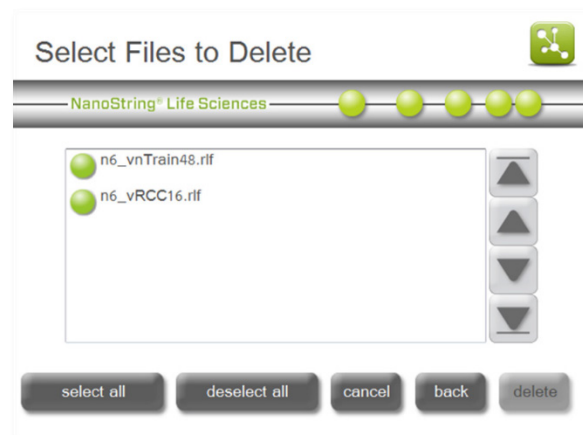 Select Files to Delete
NanoString® Life Sciences
n6_vnTrain48.rlf
n6_vRCC16.rlf
select all deselect all cancel back delete